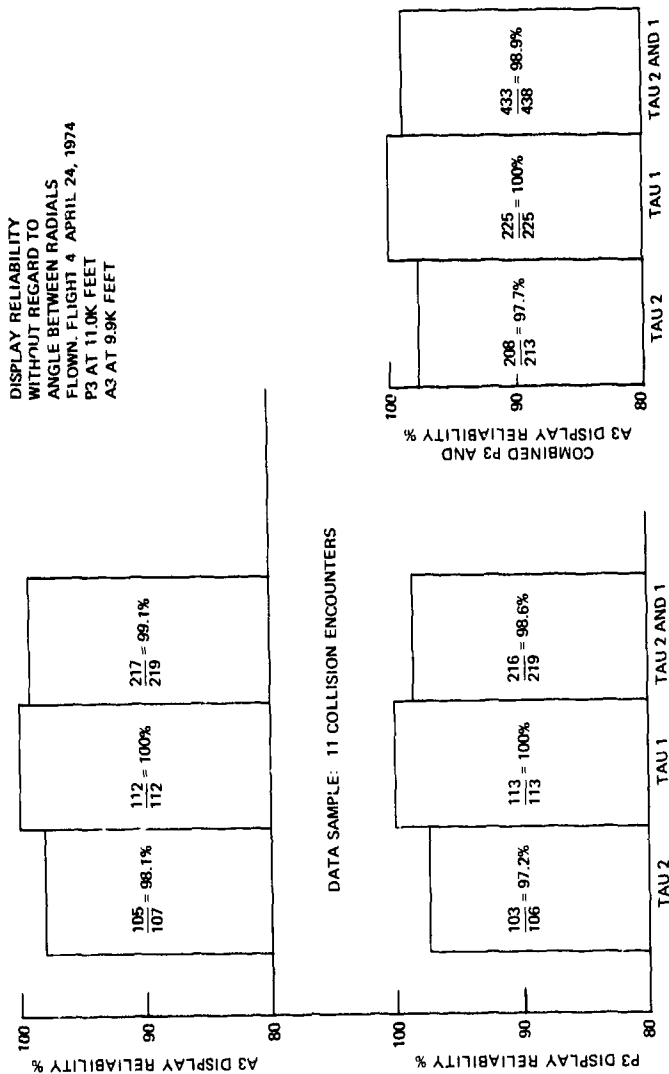 DISPLAY RELIABILITY
WITHOUT REGARD TO
ANGLE BETWEEN RADIALS
FLOWN. FLIGHT 4 APRIL 24, 1974
P3 AT 11.0K FEET
A3 AT 9.9K FEET
A3 DISPLAY RELIABILITY %
100
90
80
105
107
= 98.1%
112
112
= 100%
217
219
= 99.1%
DATA SAMPLE: 11 COLLISION ENCOUNTERS
P3 DISPLAY RELIABILITY %
100
90
80
103
106
= 97.2%
113
113
= 100%
216
219
= 98.6%
TAU 2
TAU 1
TAU 2 AND 1
COMBINED P3 AND
A3 DISPLAY RELIABILITY %
100
90
80
208
213
= 97.7%
225
225
= 100%
433
438
= 98.9%
TAU 2
TAU 1
TAU 2 AND 1